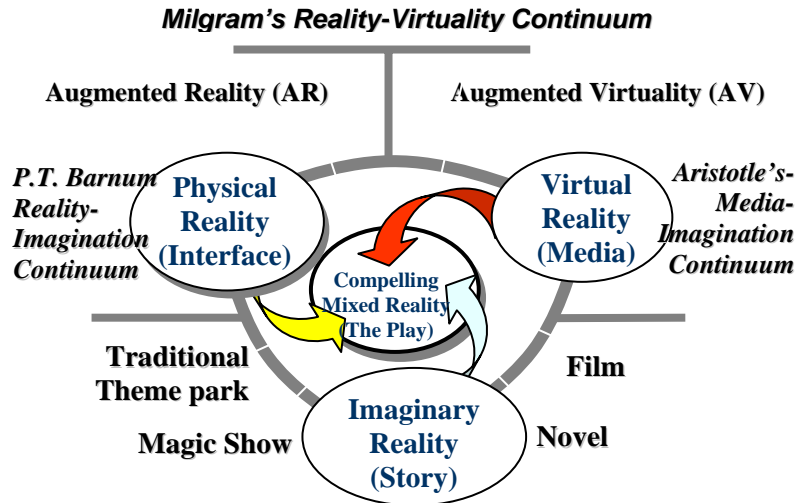 Milgram's Reality-Virtuality Continuum
Augmented Reality (AR)
Augmented Virtuality (AV)
P.T. Barnum
Reality-
Imagination
Continuum
Physical
Reality
(Interface)
Virtual
Reality
(Media)
Aristotle's-
Media-
Imagination
Continuum
Compelling
Mixed Reality
(The Play)
Traditional
Theme park
Film
Magic Show
Imaginary
Reality
(Story)
Novel